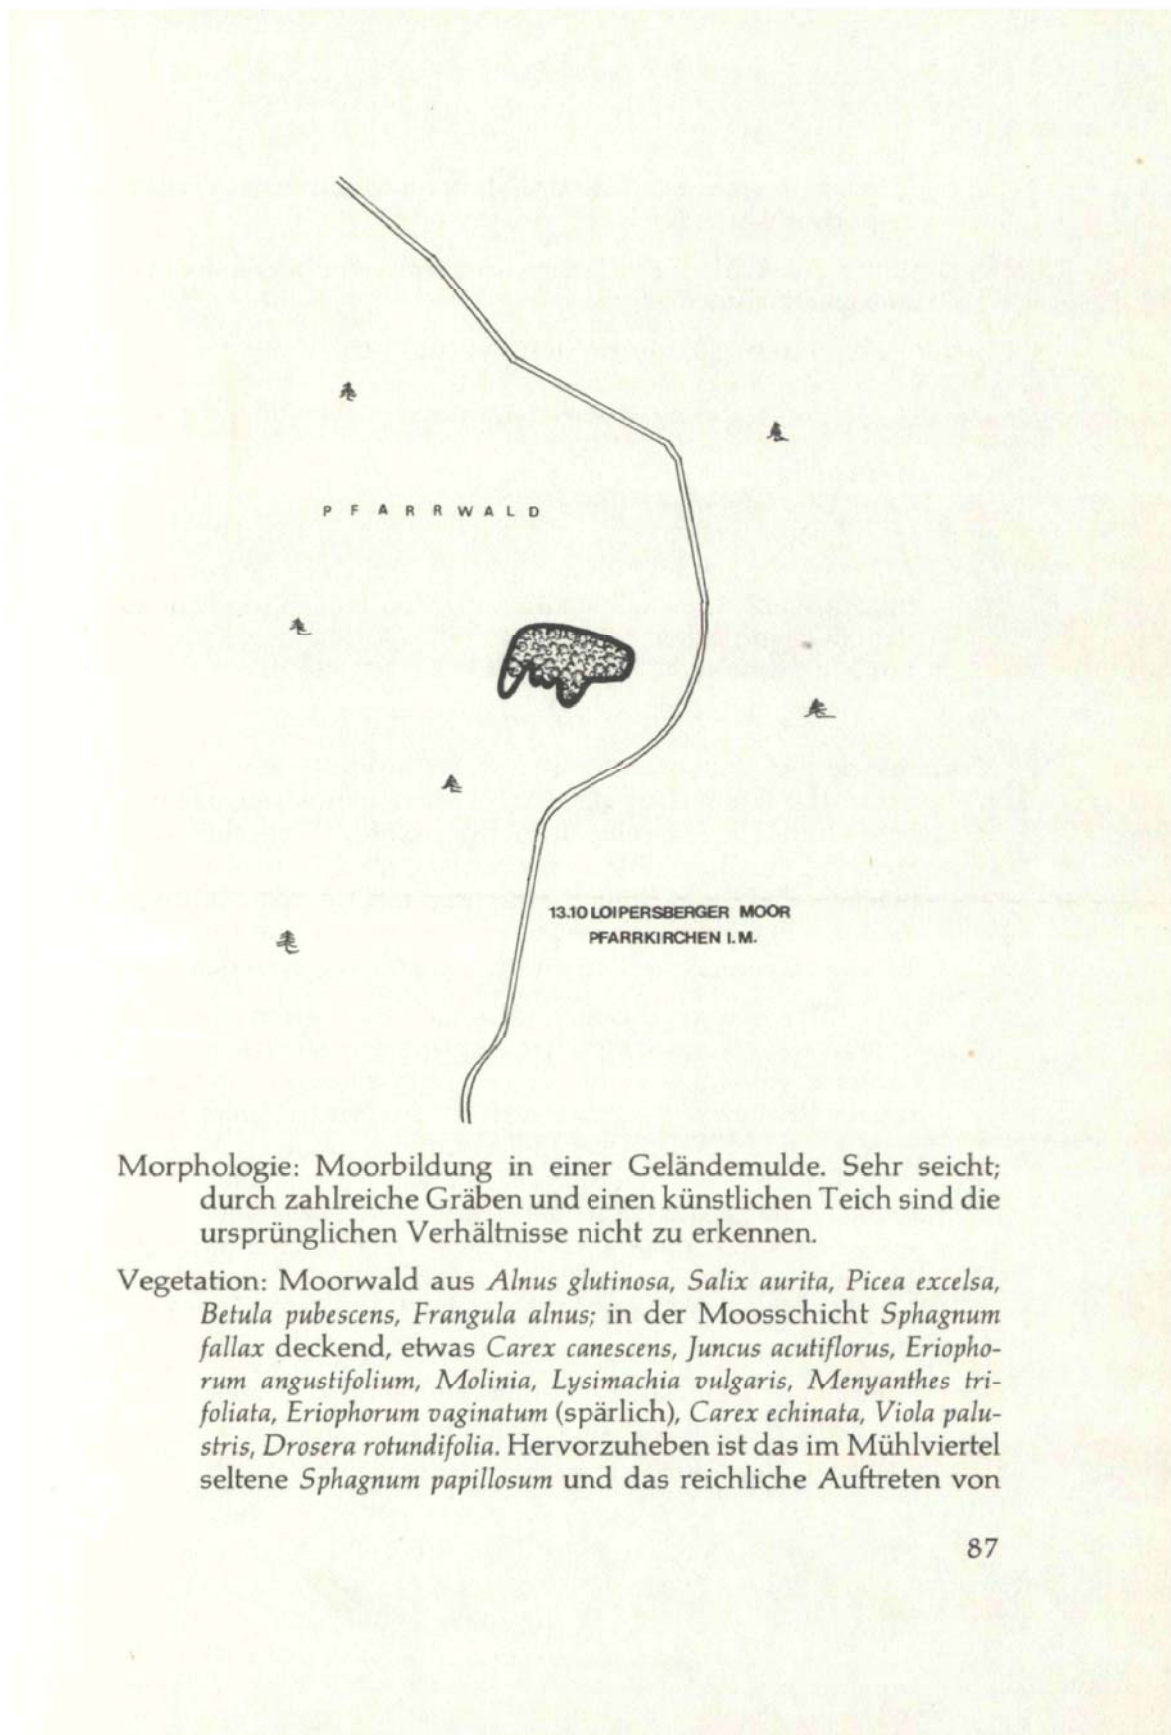 PFARRWALD
13.10 LOIPERSBERGER MOOR
PFARRKIRCHEN I.M.
Morphologie: Moorbildung in einer Geländemulde. Sehr seicht;
durch zahlreiche Gräben und einen künstlichen Teich sind die
ursprünglichen Verhältnisse nicht zu erkennen.
Vegetation: Moorwald aus Alnus glutinosa, Salix aurita, Picea excelsa,
Betula pubescens, Frangula alnus; in der Moosschicht Sphagnum
fallax deckend, etwas Carex canescens, Juncus acutiflorus, Eriopho-
rum angustifolium, Molinia, Lysimachia vulgaris, Menyanthes tri-
foliata, Eriophorum vaginatum (spärlich), Carex echinata, Viola palu-
stris, Drosera rotundifolia. Hervorzuheben ist das im Mühlviertel
seltene Sphagnum papillosum und das reichliche Auftreten von
87